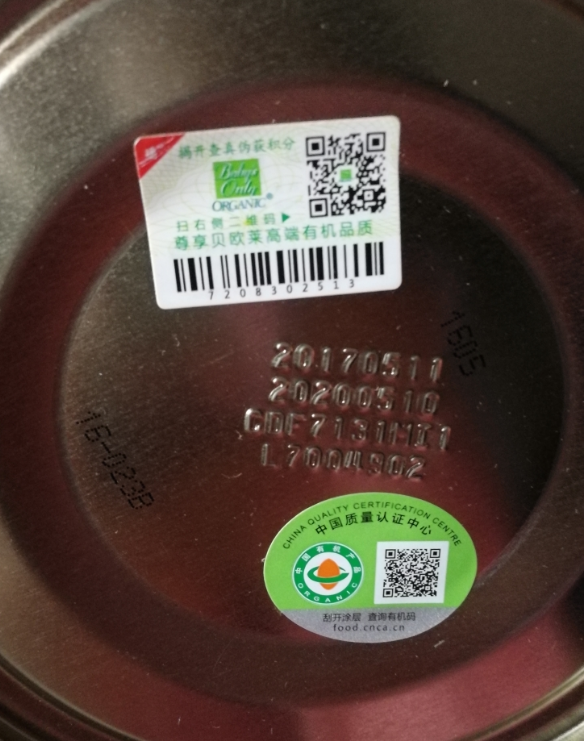 揭开查真伪获积分
Baby's
Only
ORGANIC®
扫右侧二维码
尊享贝欧莱高端有机品质
7208302513
1605
20170511
20200510
GDF7131MI1
L7004902
16-023B
CHINA QUALITY CERTIFICATION CENTRE
中国质量认证中心
中国有机产品
ORGANIC
刮开涂层 查询有机码
food.cnca.cn